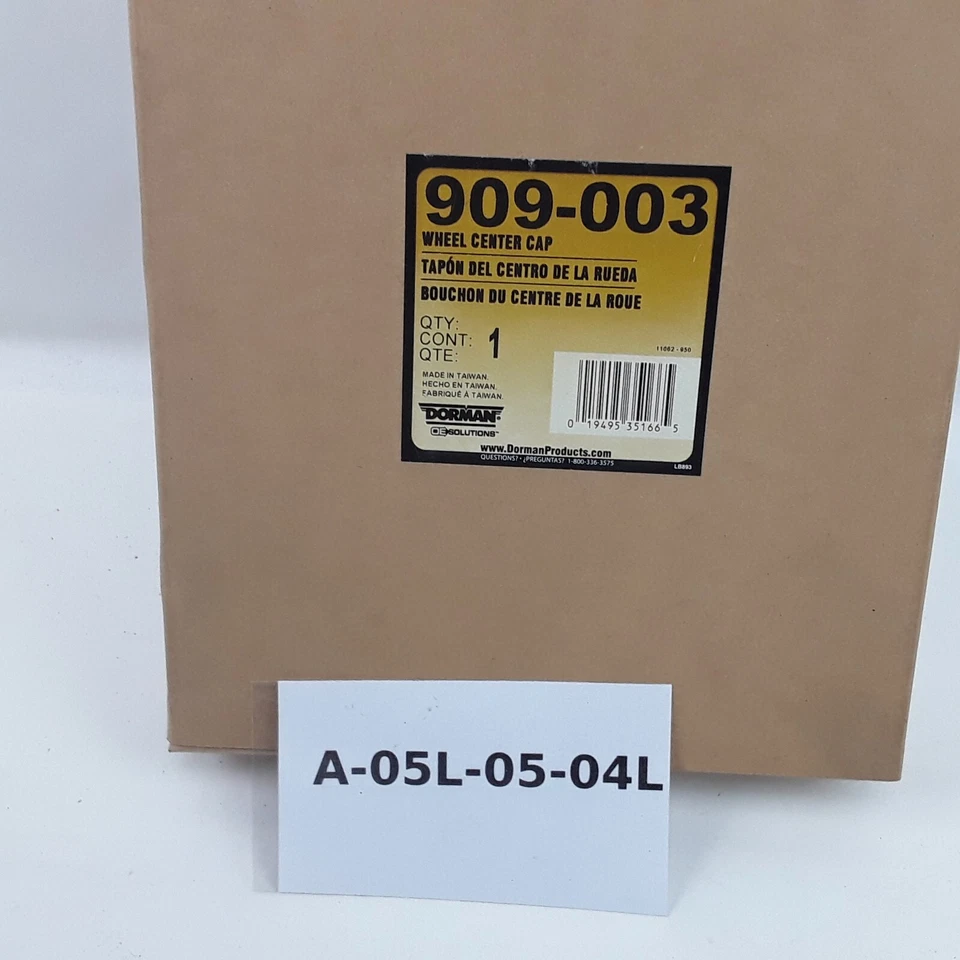 909-003
WHEEL CENTER CAP
TAPÓN DEL CENTRO DE LA RUEDA
BOUCHON DU CENTRE DE LA ROUE
QTY:
CONT: 1
QTE:
11082 - 950
MADE IN TAIWAN.
HECHO EN TAIWAN.
FABRIQUÉ À TAIWAN.
DORMAN
OE SOLUTIONS™
0 19495 35166 5
www.DormanProducts.com
QUESTIONS? • ¿PREGUNTAS? 1-800-336-3575
LB893
A-05L-05-04L